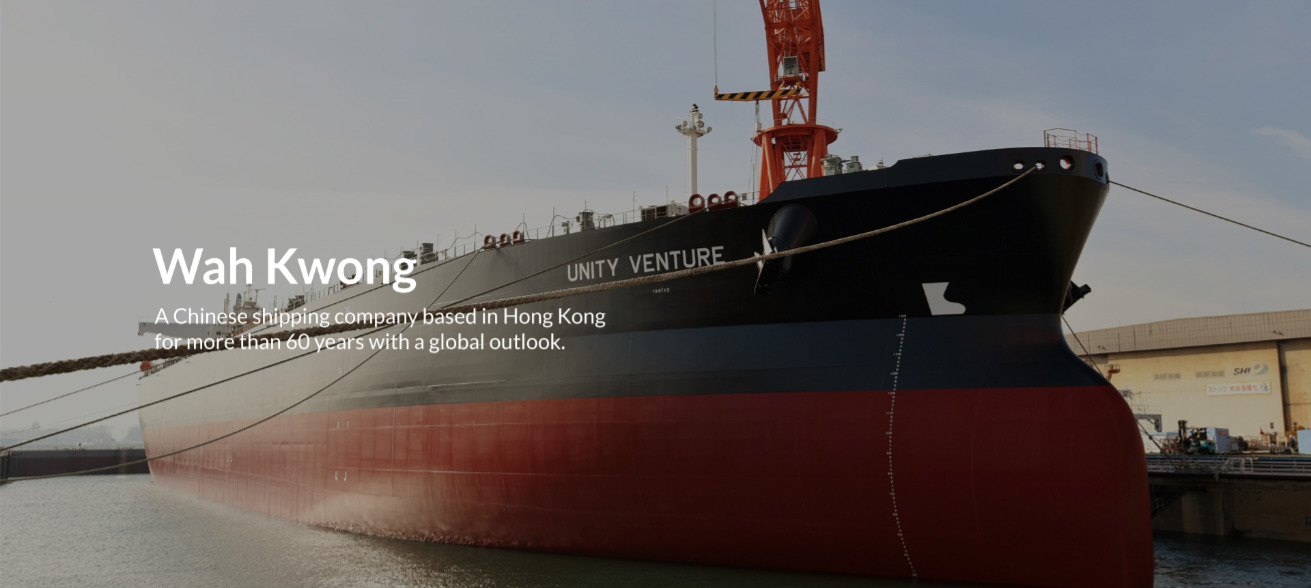 Wah Kwong
A Chinese shipping company based in Hong Kong
for more than 60 years with a global outlook.
UNITY VENTURE
SHI